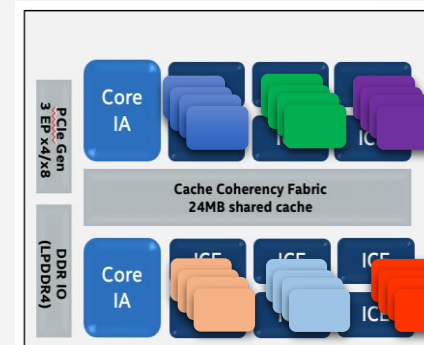 PCIe Gen
3 EP x4/x8
Core
IA
Cache Coherency Fabric
24MB shared cache
DDR IO
(LPDDR4)
Core
IA
ICE
ICE
ICE
ICE